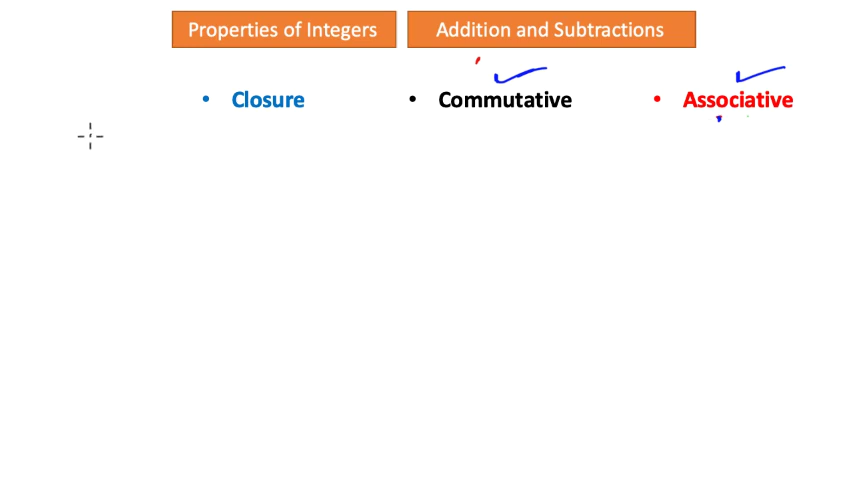 Properties of Integers Addition and Subtractions
• Closure • Commutative • Associative